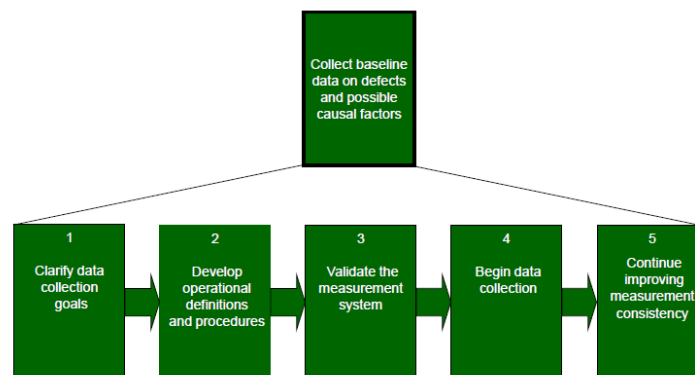 Collect baseline
data on defects
and possible
causal factors
1
Clarify data
collection
goals
2
Develop
operational
definitions
and procedures
3
Validate the
measurement
system
4
Begin data
collection
5
Continue
improving
measurement
consistency